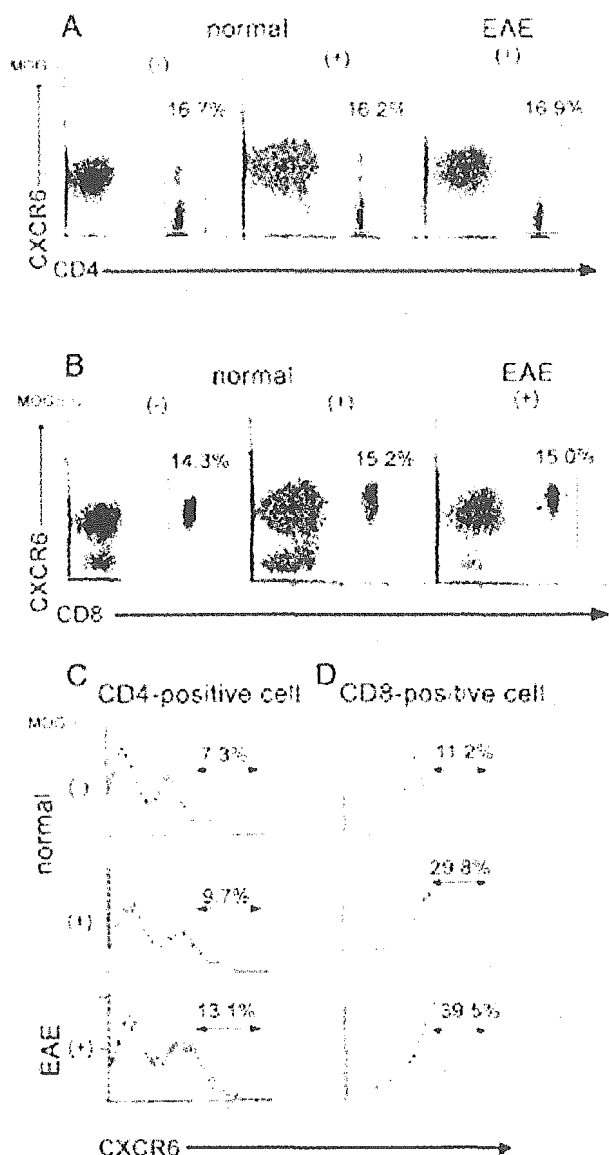 A normal EAE
MOG (-) (+) (+)
16.7% 16.2% 16.9%
CXCR6
CD4
B normal EAE
MOG (-) (+) (+)
14.3% 15.2% 15.0%
CXCR6
CD8
C CD4-positive cell D CD8-positive cell
MOG
normal
(-) 7.3% 11.2%
(+) 9.7% 29.8%
EAE
(+) 13.1% 39.5%
CXCR6